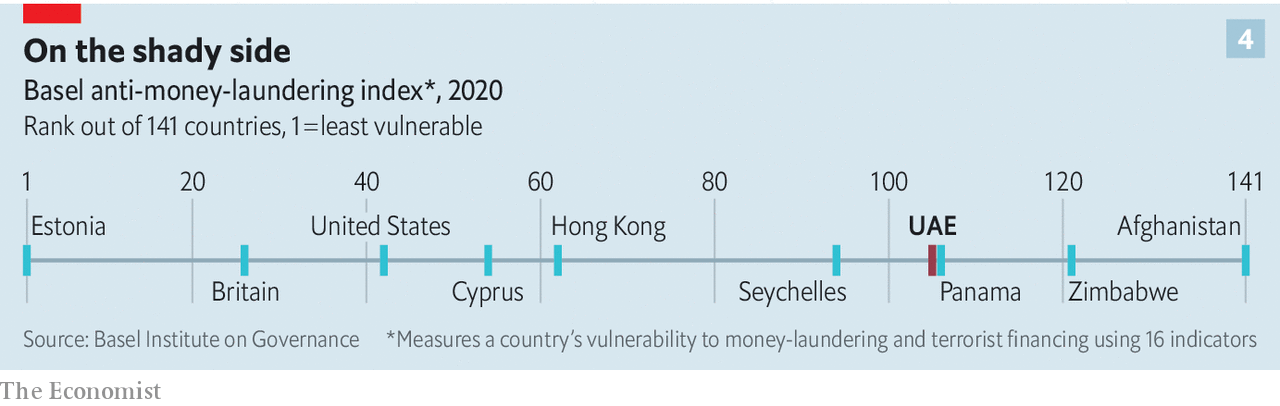 4
On the shady side
Basel anti-money-laundering index*, 2020
Rank out of 141 countries, 1=least vulnerable
1 20 40 60 80 100 120 141
Estonia United States Hong Kong UAE Afghanistan
Britain Cyprus Seychelles Panama Zimbabwe
Source: Basel Institute on Governance *Measures a country’s vulnerability to money-laundering and terrorist financing using 16 indicators
The Economist